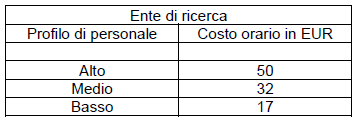 Ente di ricerca
Profilo di personale Costo orario in EUR
Alto 50
Medio 32
Basso 17